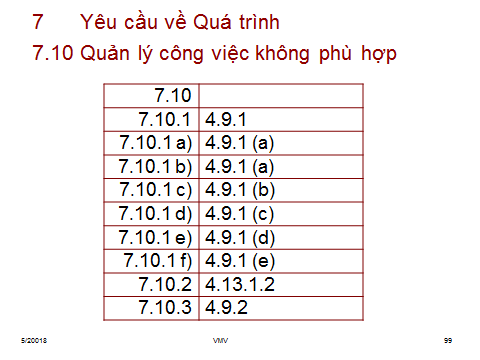 7 Yêu cầu về Quá trình
7.10 Quản lý công việc không phù hợp
7.10
7.10.1 4.9.1
7.10.1 a) 4.9.1 (a)
7.10.1 b) 4.9.1 (a)
7.10.1 c) 4.9.1 (b)
7.10.1 d) 4.9.1 (c)
7.10.1 e) 4.9.1 (d)
7.10.1 f) 4.9.1 (e)
7.10.2 4.13.1.2
7.10.3 4.9.2
5/20018 VMV 99